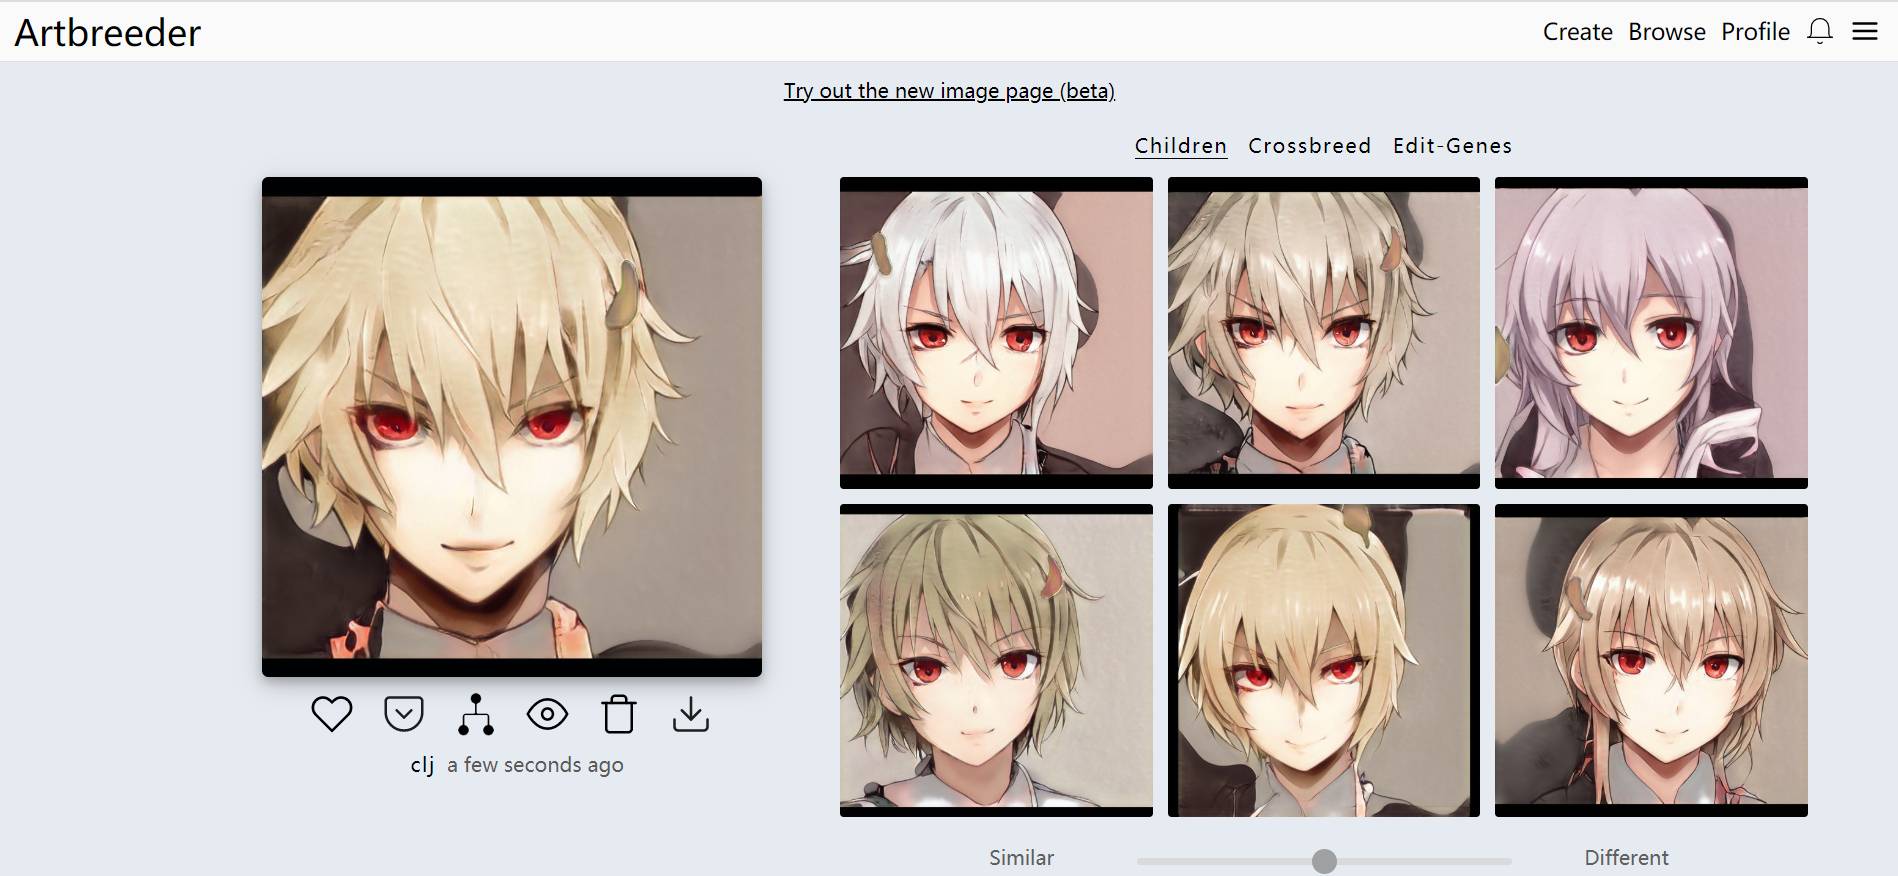 Artbreeder
Create Browse Profile
Try out the new image page (beta)
Children Crossbreed Edit-Genes
clj a few seconds ago
Similar Different